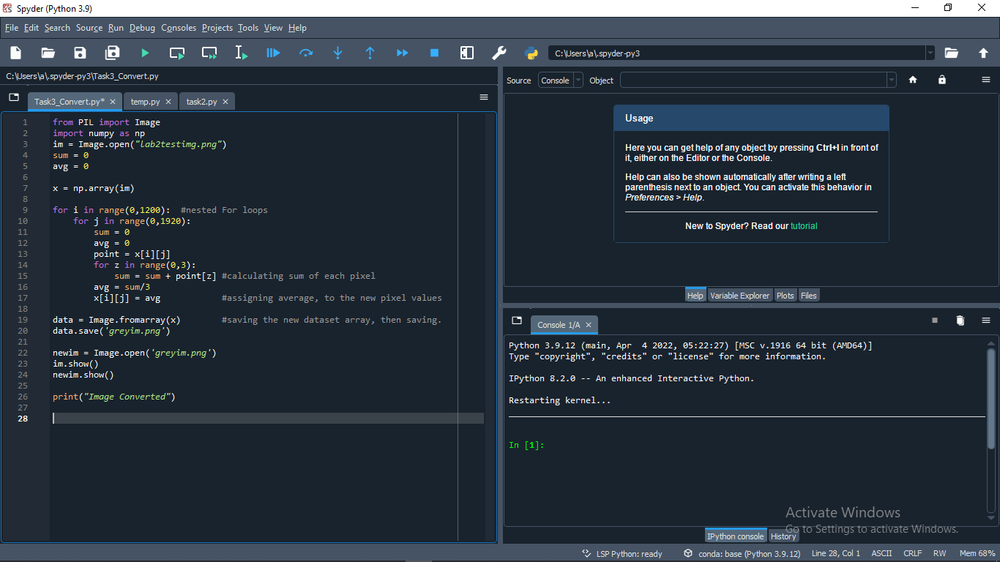 Spyder (Python 3.9)
File Edit Search Source Run Debug Consoles Projects Tools View Help
C:\Users\a\.spyder-py3
C:\Users\a\.spyder-py3\Task3_Convert.py
Task3_Convert.py* temp.py task2.py
1 from PIL import Image
2 import numpy as np
3 im = Image.open("lab2testimg.png")
4 sum = 0
5 avg = 0
6
7 x = np.array(im)
8
9 for i in range(0,1200): #nested For loops
10 for j in range(0,1920):
11 sum = 0
12 avg = 0
13 point = x[i][j]
14 for z in range(0,3):
15 sum = sum + point[z] #calculating sum of each pixel
16 avg = sum/3
17 x[i][j] = avg #assigning average, to the new pixel values
18
19 data = Image.fromarray(x) #saving the new dataset array, then saving.
20 data.save('greyim.png')
21
22 newim = Image.open('greyim.png')
23 im.show()
24 newim.show()
25
26 print("Image Converted")
27
28
Source Console Object
Usage
Here you can get help of any object by pressing Ctrl+I in front of
it, either on the Editor or the Console.
Help can also be shown automatically after writing a left
parenthesis next to an object. You can activate this behavior in
Preferences > Help.
New to Spyder? Read our tutorial
Help Variable Explorer Plots Files
Console 1/A
Python 3.9.12 (main, Apr 4 2022, 05:22:27) [MSC v.1916 64 bit (AMD64)]
Type "copyright", "credits" or "license" for more information.
IPython 8.2.0 -- An enhanced Interactive Python.
Restarting kernel...
In [1]:
Activate Windows
Go to Settings to activate Windows.
IPython console History
LSP Python: ready conda: base (Python 3.9.12) Line 28, Col 1 ASCII CRLF RW Mem 68%